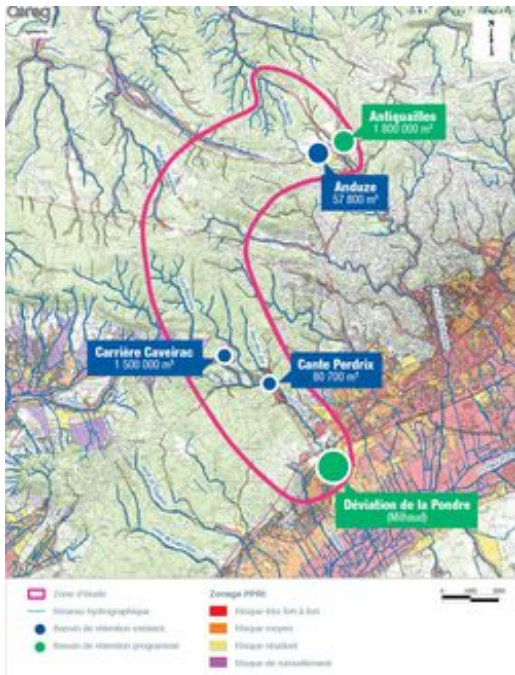 Cereg
Antiquailles
1 800 000 m³
Anduze
57 800 m³
Carrière Caveirac
1 500 000 m³
Cante Perdrix
80 700 m³
Déviation de la Pondre
(Milhaud)
Zone d'étude
Réseau hydrographique
Bassin de rétention existant
Bassin de rétention programmé
Zonage PPRi
Risque très fort à fort
Risque moyen
Risque résiduel
Risque de ruissellement